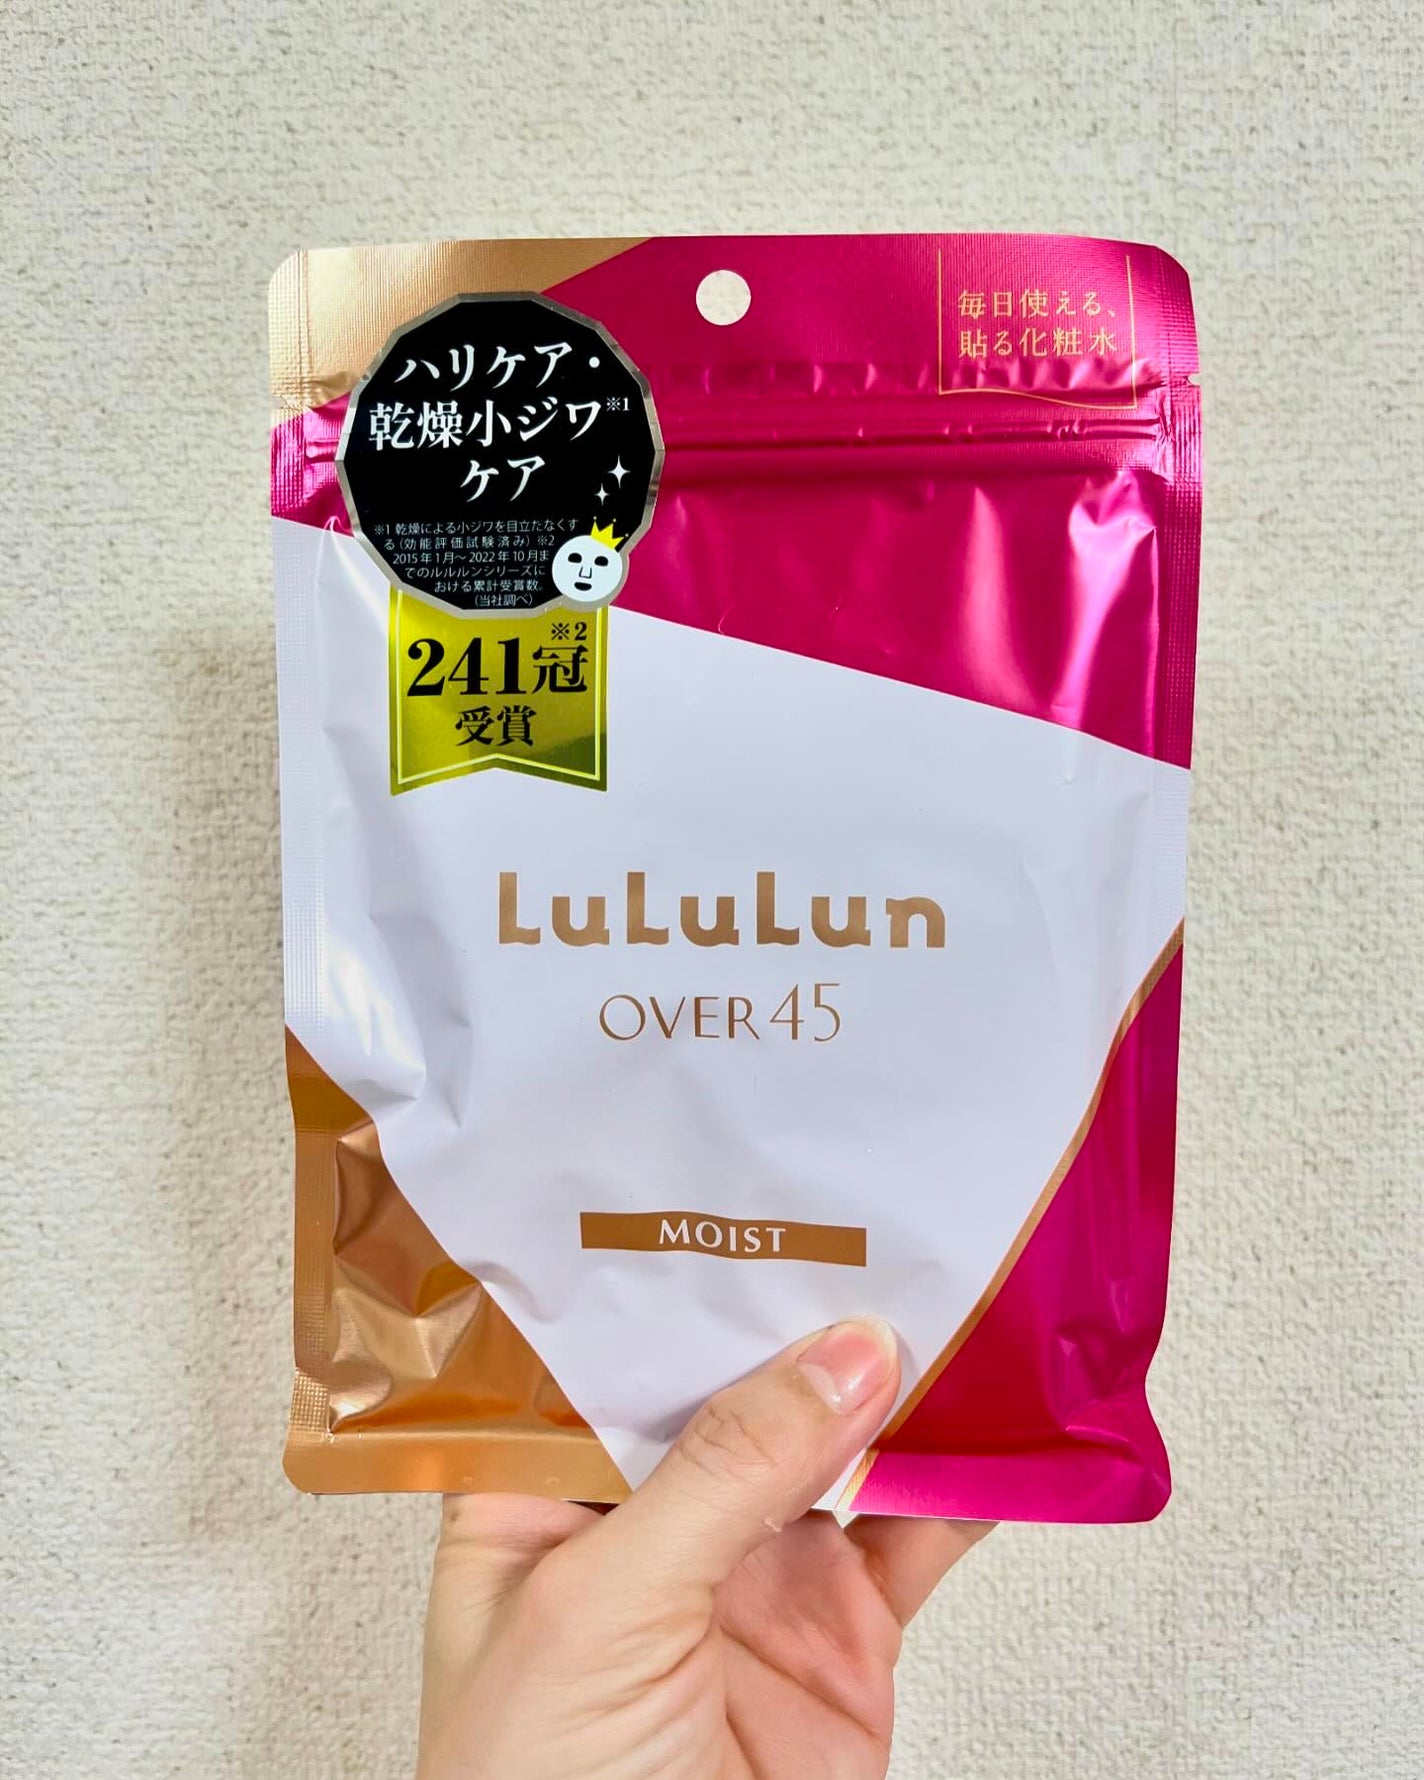 毎日使える、
貼る化粧水
ハリケア・
乾燥小ジワ※1
ケア
※1 乾燥による小ジワを目立たなくす
る（効能評価試験済み）※2
2015年1月～2022年10月ま
でのルルルンシリーズに
おける累計受賞数。
（当社調べ）
241冠※2
受賞
LuLuLun
OVER 45
MOIST